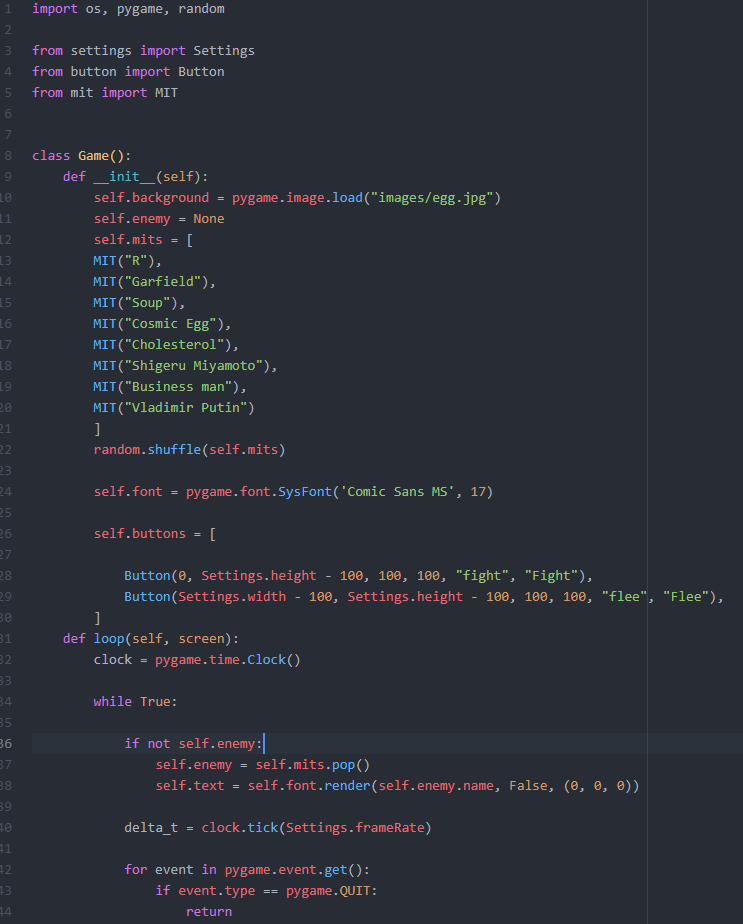 1 import os, pygame, random
2
3 from settings import Settings
4 from button import Button
5 from mit import MIT
6
7
8 class Game():
9     def __init__(self):
10         self.background = pygame.image.load("images/egg.jpg")
11         self.enemy = None
12         self.mits = [
13         MIT("R"),
14         MIT("Garfield"),
15         MIT("Soup"),
16         MIT("Cosmic Egg"),
17         MIT("Cholesterol"),
18         MIT("Shigeru Miyamoto"),
19         MIT("Business man"),
20         MIT("Vladimir Putin")
21         ]
22         random.shuffle(self.mits)
23
24         self.font = pygame.font.SysFont('Comic Sans MS', 17)
25
26         self.buttons = [
27
28             Button(0, Settings.height - 100, 100, 100, "fight", "Fight"),
29             Button(Settings.width - 100, Settings.height - 100, 100, 100, "flee", "Flee"),
30         ]
31     def loop(self, screen):
32         clock = pygame.time.Clock()
33
34         while True:
35
36             if not self.enemy:
37                 self.enemy = self.mits.pop()
38                 self.text = self.font.render(self.enemy.name, False, (0, 0, 0))
39
40             delta_t = clock.tick(Settings.frameRate)
41
42             for event in pygame.event.get():
43                 if event.type == pygame.QUIT:
44                     return